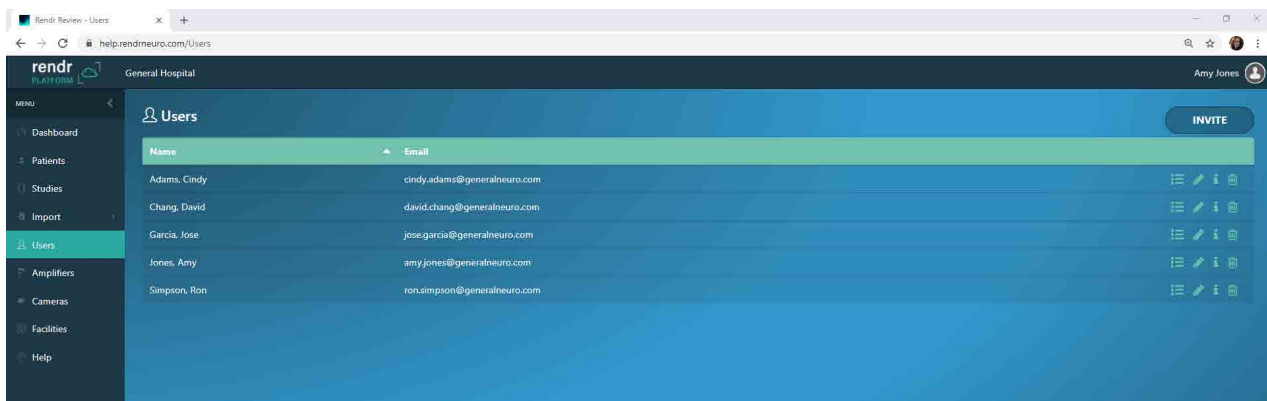 Rendr Review - Users
help.rendrneuro.com/Users
rendr
PLATFORM
General Hospital
Amy Jones
MENU
Users
INVITE
Dashboard
Name Email
Patients
Adams, Cindy cindy.adams@generalneuro.com
Studies
Chang, David david.chang@generalneuro.com
Import
Garcia, Jose jose.garcia@generalneuro.com
Users
Jones, Amy amy.jones@generalneuro.com
Amplifiers
Simpson, Ron ron.simpson@generalneuro.com
Cameras
Facilities
Help